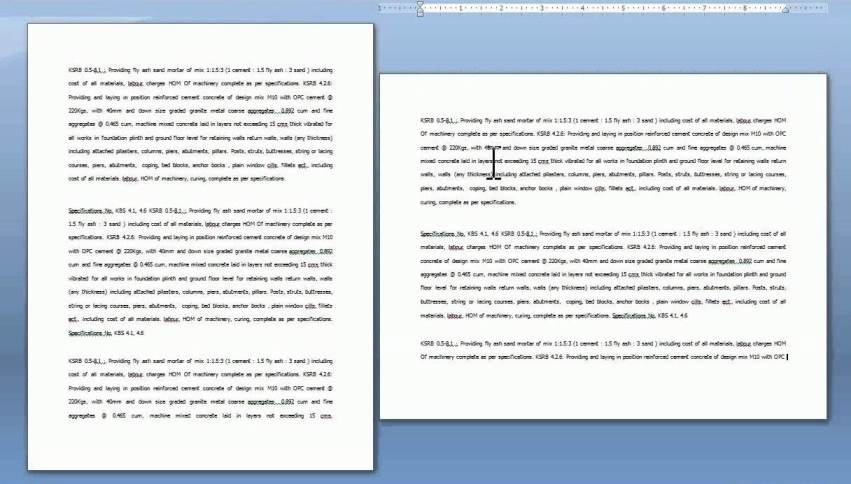 1 1 2 3 4 5 6 7 8
KSRB 0.5-8.1. : Providing fly ash sand mortar of mix 1:1.5:3 (1 cement : 1.5 fly ash : 3 sand ) including
cost of all materials, labour charges HOM Of machinery complete as per specifications. KSRB 4.2.6:
Providing and laying in position reinforced cement concrete of design mix M10 with OPC cement @
220Kgs, with 40mm and down size graded granite metal coarse aggregates 0.892 cum and fine
aggregates @ 0.465 cum, machine mixed concrete laid in layers not exceeding 15 cms thick vibrated for
all works in foundation plinth and ground floor level for retaining walls return walls, walls (any thickness)
including attached pilasters, columns, piers, abutments, pillars. Posts, struts, buttresses, string or lacing
courses, piers, abutments, coping, bed blocks, anchor bocks , plain window cills, fillets ect., including
cost of all materials. labour, HOM of machinery, curing, complete as per specifications.
Specifications No. KBS 4.1, 4.6 KSRB 0.5-8.1. : Providing fly ash sand mortar of mix 1:1.5:3 (1 cement :
1.5 fly ash : 3 sand ) including cost of all materials, labour charges HOM Of machinery complete as per
specifications. KSRB 4.2.6: Providing and laying in position reinforced cement concrete of design mix
M10 with OPC cement @ 220Kgs, with 40mm and down size graded granite metal coarse aggregates 0.892
cum and fine aggregates @ 0.465 cum, machine mixed concrete laid in layers not exceeding 15 cms thick
vibrated for all works in foundation plinth and ground floor level for retaining walls return walls, walls
(any thickness) including attached pilasters, columns, piers, abutments, pillars. Posts, struts, buttresses,
string or lacing courses, piers, abutments, coping, bed blocks, anchor bocks , plain window cills, fillets
ect., including cost of all materials. labour, HOM of machinery, curing, complete as per specifications.
Specifications No. KBS 4.1, 4.6
KSRB 0.5-8.1. : Providing fly ash sand mortar of mix 1:1.5:3 (1 cement : 1.5 fly ash : 3 sand ) including
cost of all materials, labour charges HOM Of machinery complete as per specifications. KSRB 4.2.6:
Providing and laying in position reinforced cement concrete of design mix M10 with OPC cement @
220Kgs, with 40mm and down size graded granite metal coarse aggregates 0.892 cum and fine
aggregates @ 0.465 cum, machine mixed concrete laid in layers not exceeding 15 cms
KSRB 0.5-8.1. : Providing fly ash sand mortar of mix 1:1.5:3 (1 cement : 1.5 fly ash : 3 sand ) including cost of all materials, labour charges HOM
Of machinery complete as per specifications. KSRB 4.2.6: Providing and laying in position reinforced cement concrete of design mix M10 with OPC
cement @ 220Kgs, with 40mm and down size graded granite metal coarse aggregates 0.892 cum and fine aggregates @ 0.465 cum, machine
mixed concrete laid in layers not exceeding 15 cms thick vibrated for all works in foundation plinth and ground floor level for retaining walls return
walls, walls (any thickness) including attached pilasters, columns, piers, abutments, pillars. Posts, struts, buttresses, string or lacing courses,
piers, abutments, coping, bed blocks, anchor bocks , plain window cills, fillets ect., including cost of all materials. labour, HOM of machinery,
curing, complete as per specifications.
Specifications No. KBS 4.1, 4.6 KSRB 0.5-8.1. : Providing fly ash sand mortar of mix 1:1.5:3 (1 cement : 1.5 fly ash : 3 sand ) including cost of all
materials, labour charges HOM Of machinery complete as per specifications. KSRB 4.2.6: Providing and laying in position reinforced cement
concrete of design mix M10 with OPC cement @ 220Kgs, with 40mm and down size graded granite metal coarse aggregates 0.892 cum and fine
aggregates @ 0.465 cum, machine mixed concrete laid in layers not exceeding 15 cms thick vibrated for all works in foundation plinth and ground
floor level for retaining walls return walls, walls (any thickness) including attached pilasters, columns, piers, abutments, pillars. Posts, struts,
buttresses, string or lacing courses, piers, abutments, coping, bed blocks, anchor bocks , plain window cills, fillets ect., including cost of all
materials. labour, HOM of machinery, curing, complete as per specifications. Specifications No. KBS 4.1, 4.6
KSRB 0.5-8.1. : Providing fly ash sand mortar of mix 1:1.5:3 (1 cement : 1.5 fly ash : 3 sand ) including cost of all materials, labour charges HOM
Of machinery complete as per specifications. KSRB 4.2.6: Providing and laying in position reinforced cement concrete of design mix M10 with OPC